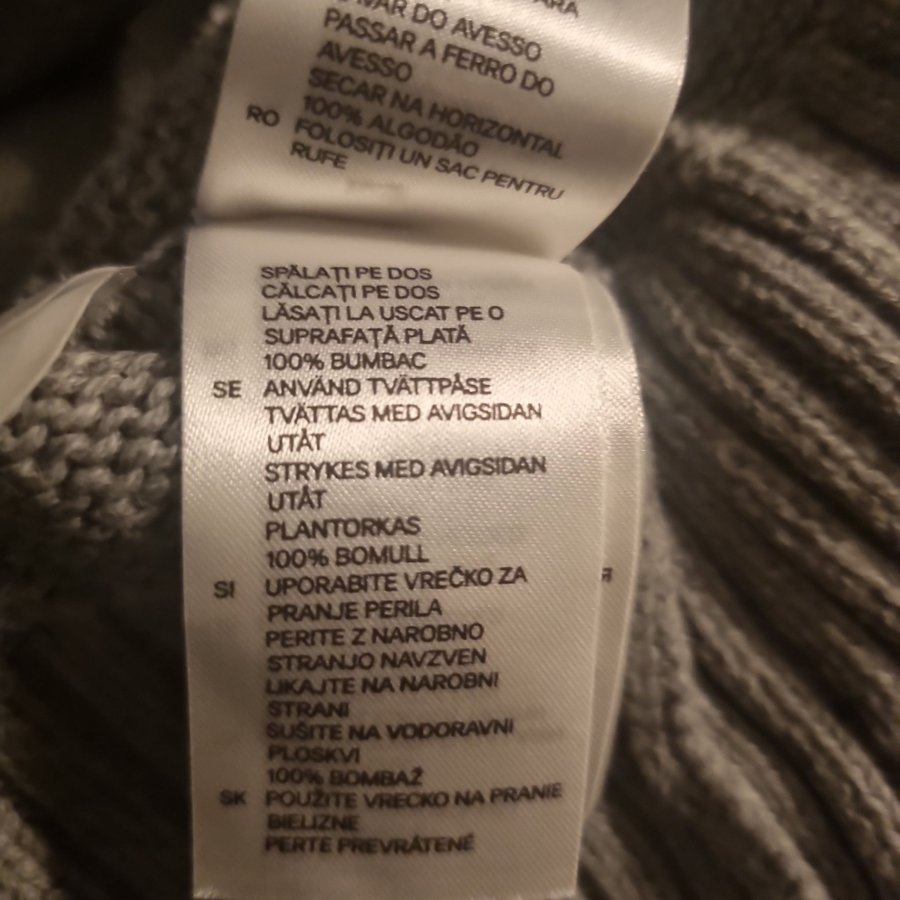 AR DO AVESSO
PASSAR A FERRO DO
AVESSO
SECAR NA HORIZONTAL
100% ALGODÃO
RO FOLOSIȚI UN SAC PENTRU
RUFE
SPĂLAȚI PE DOS
CĂLCAȚI PE DOS
LĂSAȚI LA USCAT PE O
SUPRAFAȚĂ PLATĂ
100% BUMBAC
SE ANVÄND TVÄTTPÅSE
TVÄTTAS MED AVIGSIDAN
UTÅT
STRYKES MED AVIGSIDAN
UTÅT
PLANTORKAS
100% BOMULL
SI UPORABITE VREČKO ZA
PRANJE PERILA
PERITE Z NAROBNO
STRANJO NAVZVEN
LIKAJTE NA NAROBNI
STRANI
SUŠITE NA VODORAVNI
PLOSKVI
100% BOMBAŽ
SK POUŽITE VRECKO NA PRANIE
BIELIZNE
PERTE PREVRÁTENÉ